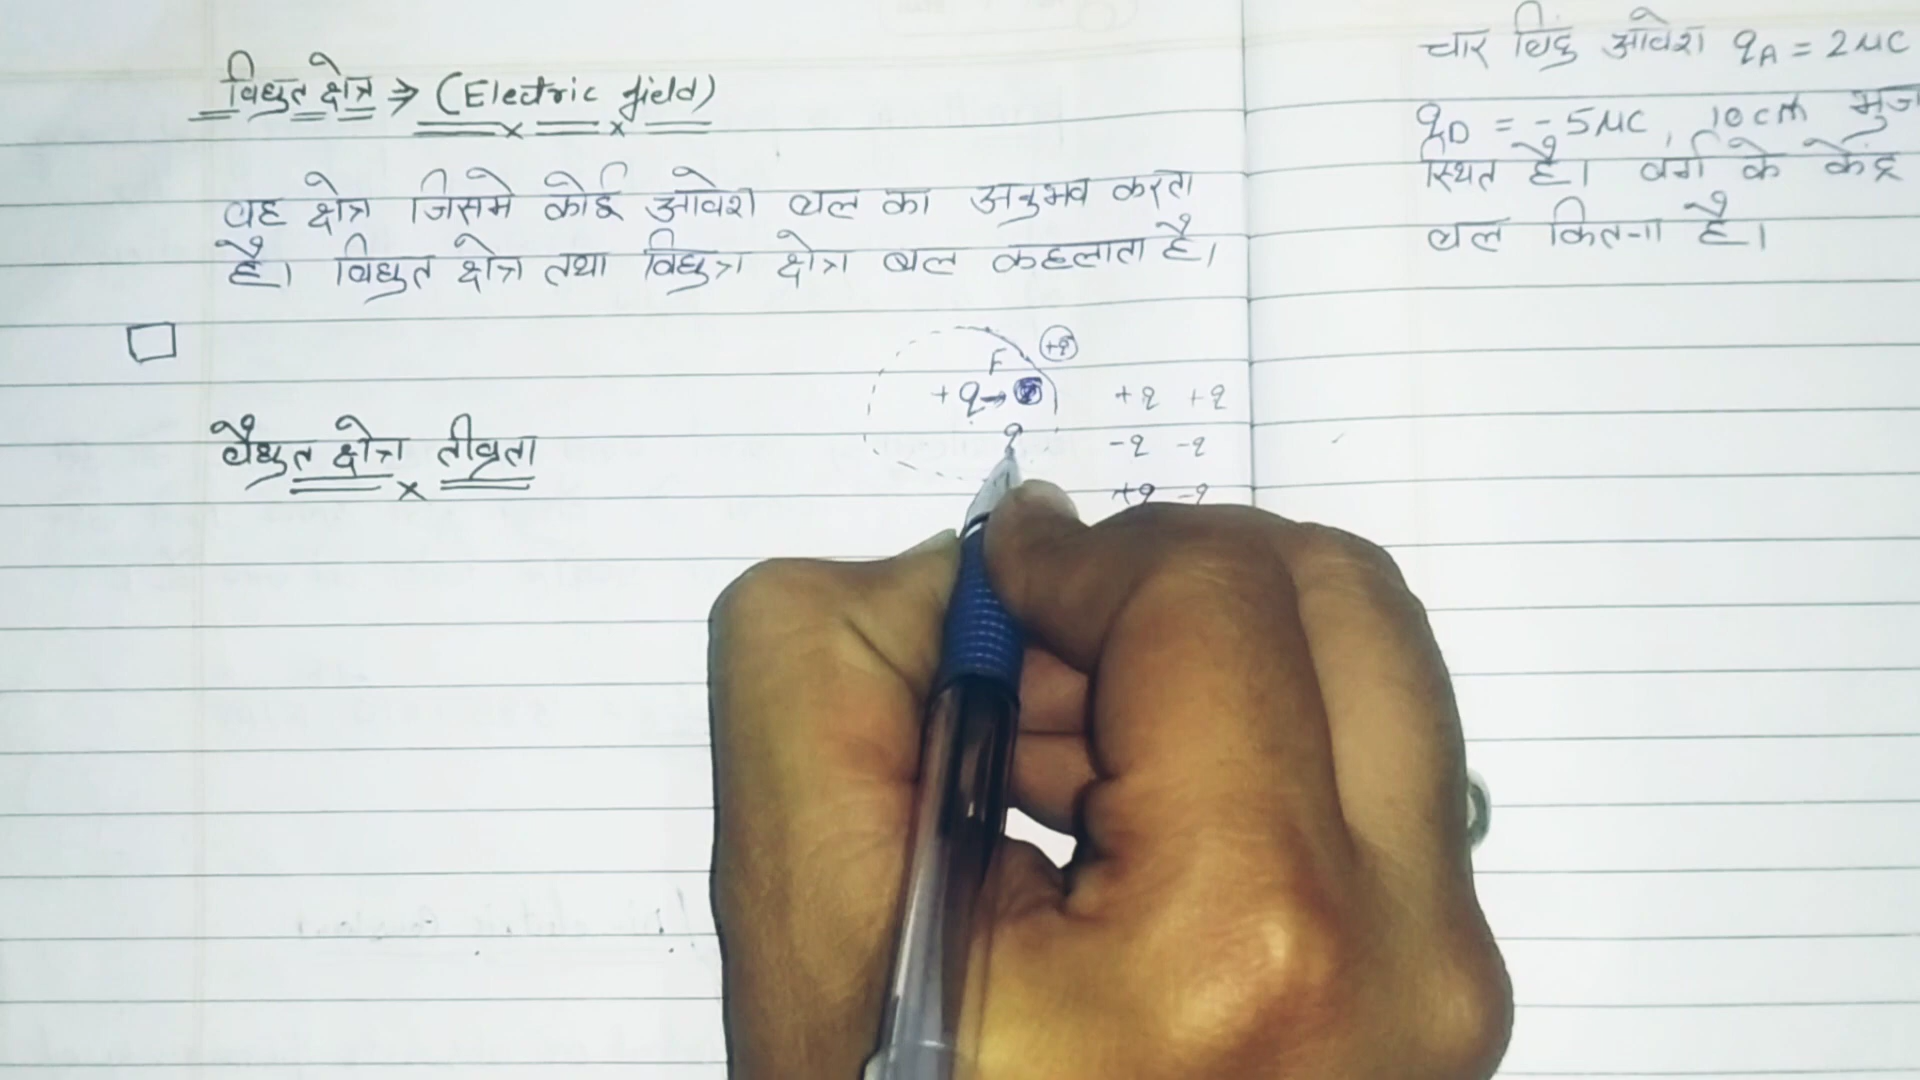 विद्युत क्षेत्र ⇒ (Electric field)
वह क्षेत्र जिसमे कोई आवेश बल का अनुभव करता
है। विद्युत क्षेत्र तथा विद्युत क्षेत्र बल कहलाता है।
F +q
+q→
q
+q +q
-q -q
+q -q
वैद्युत क्षेत्र तीव्रता
चार बिंदु आवेश qA = 2μC
qD = -5μC, 10cm भुजा
स्थित है। वर्ग के केंद्र
बल कितना है।